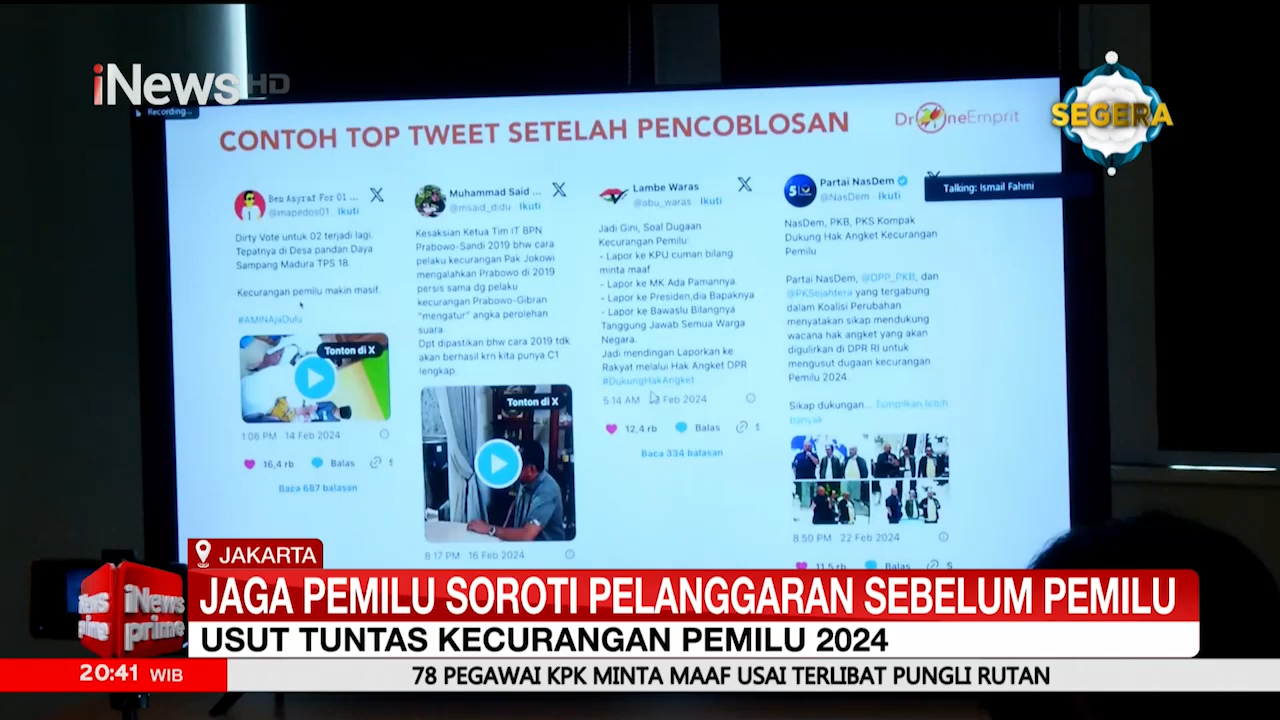 iNews HD
Recording...
SEGERA
CONTOH TOP TWEET SETELAH PENCOBLOSAN
DrOneEmprit
Talking: Ismail Fahmi
Ben Asyraf For 01 ...
@mapedos01 Ikuti
Dirty Vote untuk 02 terjadi lagi.
Tepatnya di Desa pandan Daya
Sampang Madura TPS 18.
Kecurangan pemilu makin masif.
#AMINAjaDulu
Tonton di X
1:06 PM · 14 Feb 2024
16,4 rb Balas
Baca 687 balasan
Muhammad Said ...
@msaid_didu · Ikuti
Kesaksian Ketua Tim IT BPN
Prabowo-Sandi 2019 bhw cara
pelaku kecurangan Pak Jokowi
mengalahkan Prabowo di 2019
persis sama dg pelaku
kecurangan Prabowo-Gibran
"mengatur" angka perolehan
suara.
Dpt dipastikan bhw cara 2019 tdk
akan berhasil krn kita punya C1
lengkap.
Tonton di X
8:17 PM · 16 Feb 2024
Lambe Waras
@abu_waras · Ikuti
Jadi Gini, Soal Dugaan
Kecurangan Pemilu:
- Lapor ke KPU cuman bilang
minta maaf
- Lapor ke MK Ada Pamannya.
- Lapor ke Presiden,dia Bapaknya
- Lapor ke Bawaslu Bilangnya
Tanggung Jawab Semua Warga
Negara.
Jadi mendingan Laporkan ke
Rakyat melalui Hak Angket DPR
#DukungHakAngket
5:14 AM Feb 2024
12,4 rb Balas S
Baca 334 balasan
Partai NasDem
@NasDem · Ikuti
NasDem, PKB, PKS Kompak
Dukung Hak Angket Kecurangan
Pemilu
Partai NasDem, @DPP_PKB, dan
@PKSejahtera yang tergabung
dalam Koalisi Perubahan
menyatakan sikap mendukung
wacana hak angket yang akan
digulirkan di DPR RI untuk
mengusut dugaan kecurangan
Pemilu 2024.
Sikap dukungan... Tampilkan lebih
banyak
8:50 PM · 22 Feb 2024
11,5 rb Balas S
JAKARTA
iNews prime
JAGA PEMILU SOROTI PELANGGARAN SEBELUM PEMILU
USUT TUNTAS KECURANGAN PEMILU 2024
20:41 WIB
78 PEGAWAI KPK MINTA MAAF USAI TERLIBAT PUNGLI RUTAN